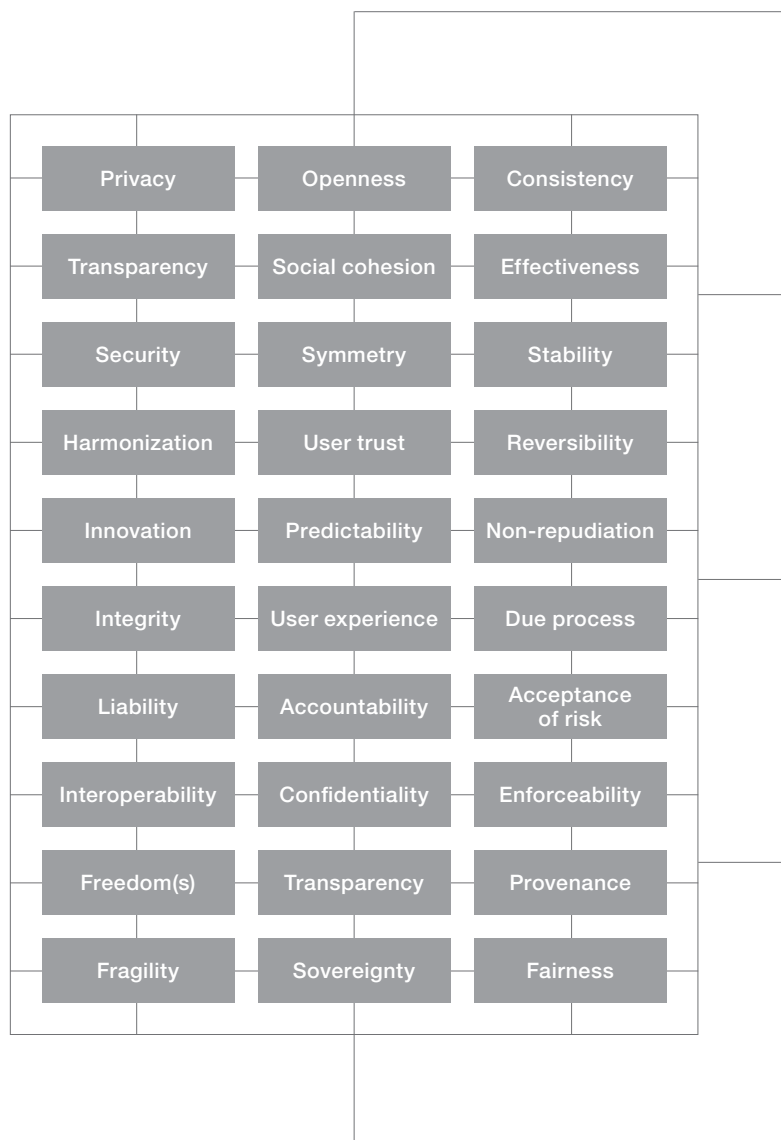 Privacy
Openness
Consistency
Transparency
Social cohesion
Effectiveness
Security
Symmetry
Stability
Harmonization
User trust
Reversibility
Innovation
Predictability
Non-repudiation
Integrity
User experience
Due process
Liability
Accountability
Acceptance
of risk
Interoperability
Confidentiality
Enforceability
Freedom(s)
Transparency
Provenance
Fragility
Sovereignty
Fairness